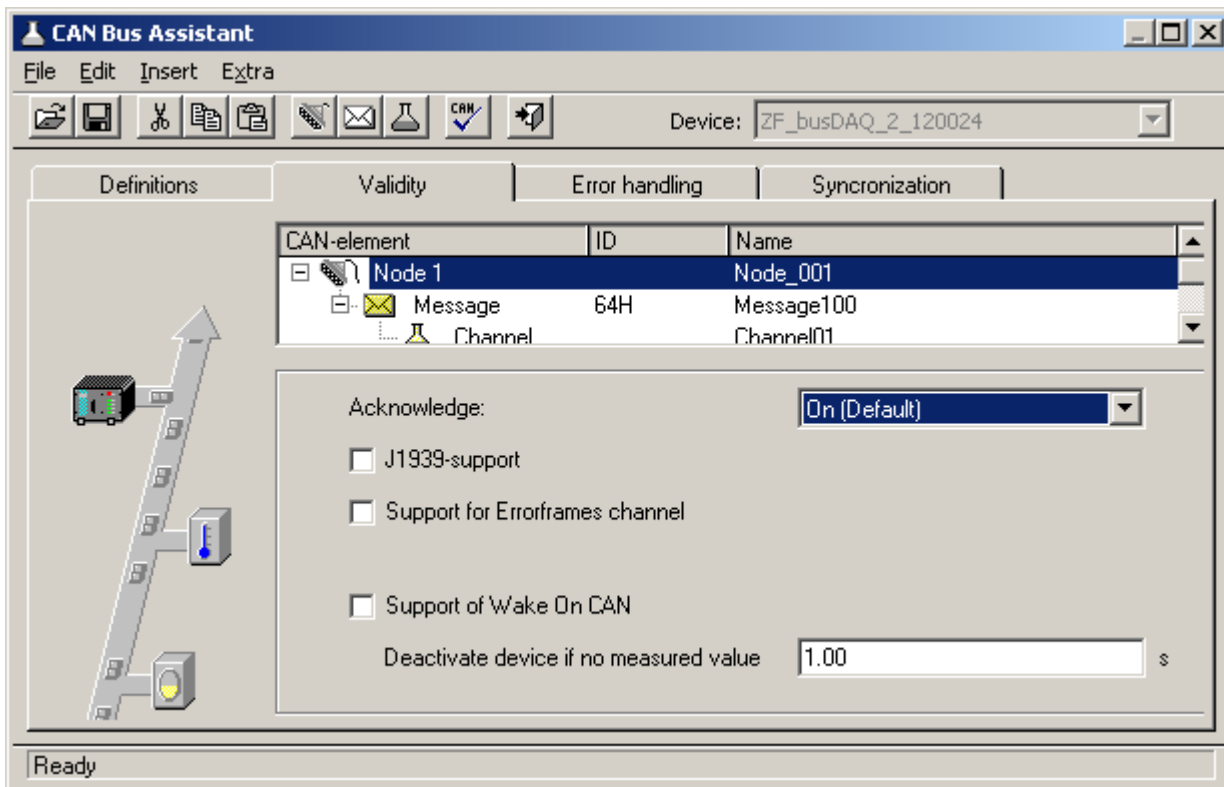 CAN Bus Assistant
File Edit Insert Extra
CAN Device: ZF_busDAQ_2_120024
Definitions Validity Error handling Syncronization
CAN-element ID Name
Node 1 Node_001
Message 64H Message100
Channel Channel01
Acknowledge: On (Default)
J1939-support
Support for Errorframes channel
Support of Wake On CAN
Deactivate device if no measured value 1.00 s
Ready